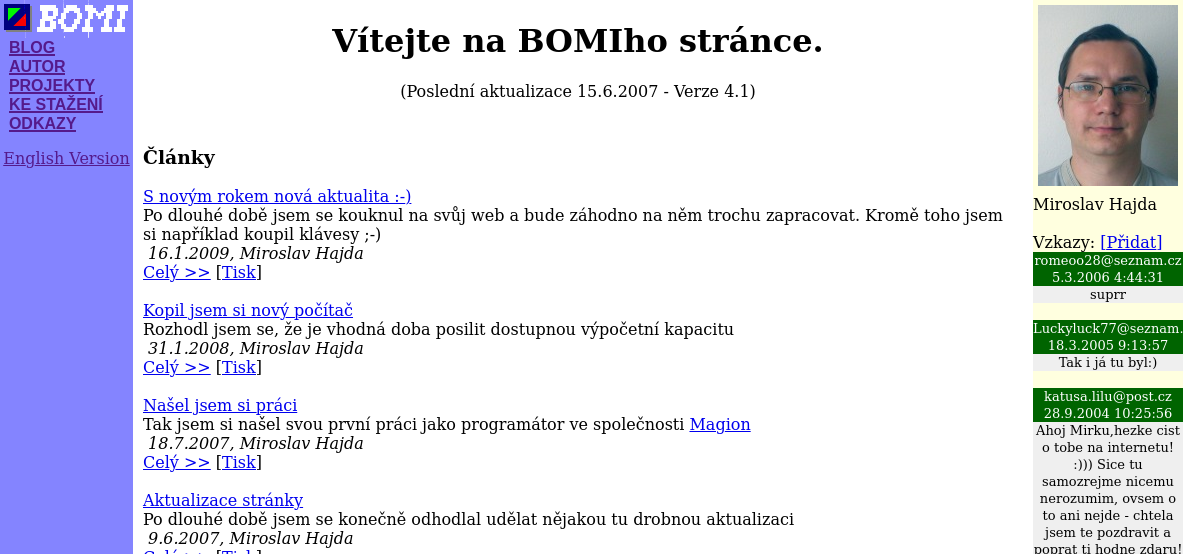 BOMI
BLOG
AUTOR
PROJEKTY
KE STAŽENÍ
ODKAZY
English Version
Vítejte na BOMIho stránce.
(Poslední aktualizace 15.6.2007 - Verze 4.1)
Články
S novým rokem nová aktualita :-)
Po dlouhé době jsem se kouknul na svůj web a bude záhodno na něm trochu zapracovat. Kromě toho jsem
si například koupil klávesy ;-)
16.1.2009, Miroslav Hajda
Celý >> [Tisk]
Kopil jsem si nový počítač
Rozhodl jsem se, že je vhodná doba posilit dostupnou výpočetní kapacitu
31.1.2008, Miroslav Hajda
Celý >> [Tisk]
Našel jsem si práci
Tak jsem si našel svou první práci jako programátor ve společnosti Magion
18.7.2007, Miroslav Hajda
Celý >> [Tisk]
Aktualizace stránky
Po dlouhé době jsem se konečně odhodlal udělat nějakou tu drobnou aktualizaci
9.6.2007, Miroslav Hajda
Celý >> [Tisk]
Miroslav Hajda
Vzkazy: [Přidat]
romeoo28@seznam.cz
5.3.2006 4:44:31
suprr
Luckyluck77@seznam.
18.3.2005 9:13:57
Tak i já tu byl:)
katusa.lilu@post.cz
28.9.2004 10:25:56
Ahoj Mirku,hezke cist
o tobe na internetu!
:))) Sice tu
samozrejme nicemu
nerozumim, ovsem o
to ani nejde - chtela
jsem te pozdravit a
poprat ti hodne zdaru!